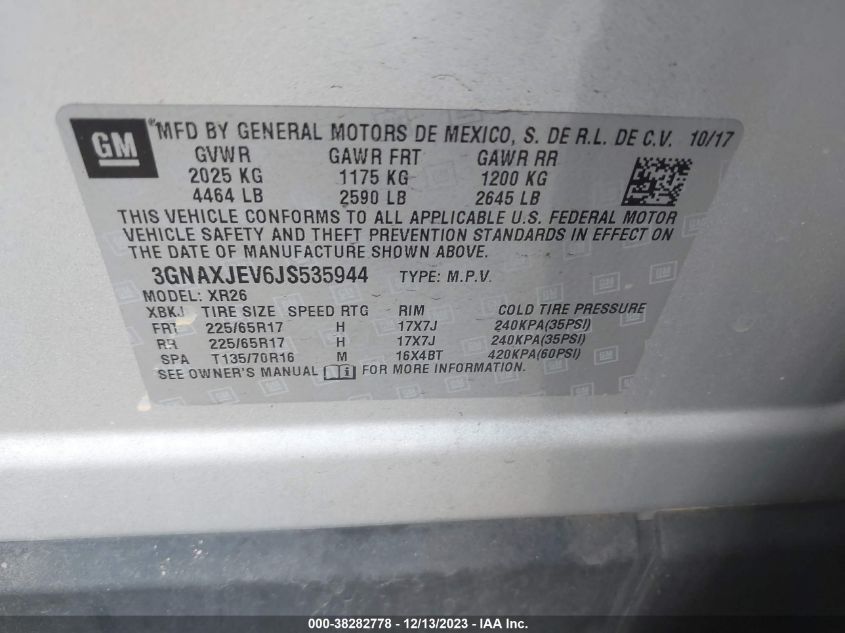 GM
MFD BY GENERAL MOTORS DE MEXICO, S. DE R.L. DE C.V. 10/17
GVWR GAWR FRT GAWR RR
2025 KG 1175 KG 1200 KG
4464 LB 2590 LB 2645 LB
THIS VEHICLE CONFORMS TO ALL APPLICABLE U.S. FEDERAL MOTOR
VEHICLE SAFETY AND THEFT PREVENTION STANDARDS IN EFFECT ON
THE DATE OF MANUFACTURE SHOWN ABOVE.
3GNAXJEV6JS535944 TYPE: M.P.V.
MODEL: XR26
XBKJ TIRE SIZE SPEED RTG RIM COLD TIRE PRESSURE
FRT 225/65R17 H 17X7J 240KPA(35PSI)
RR 225/65R17 H 17X7J 240KPA(35PSI)
SPA T135/70R16 M 16X4BT 420KPA(60PSI)
SEE OWNER'S MANUAL FOR MORE INFORMATION.
000-38282778 - 12/13/2023 - IAA Inc.